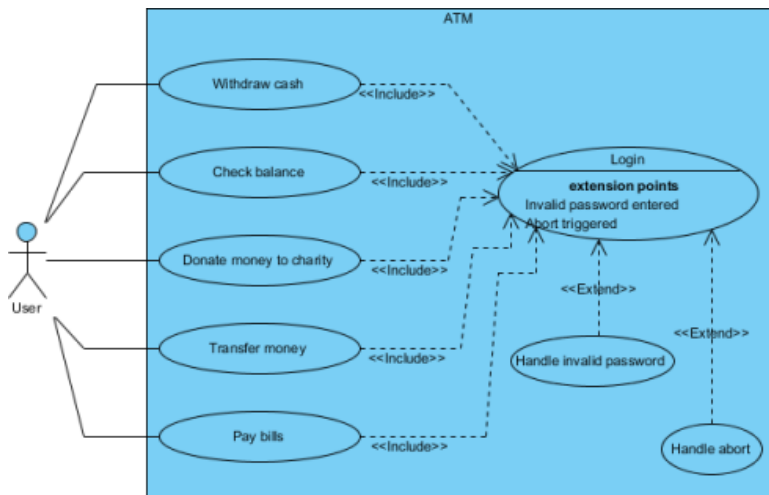 ATM
Withdraw cash
<<Include>>
Check balance
<<Include>>
Login
extension points
Invalid password entered
Abort triggered
Donate money to charity
<<Include>>
User
<<Extend>>
Transfer money
<<Include>>
Handle invalid password
<<Extend>>
Pay bills
<<Include>>
Handle abort